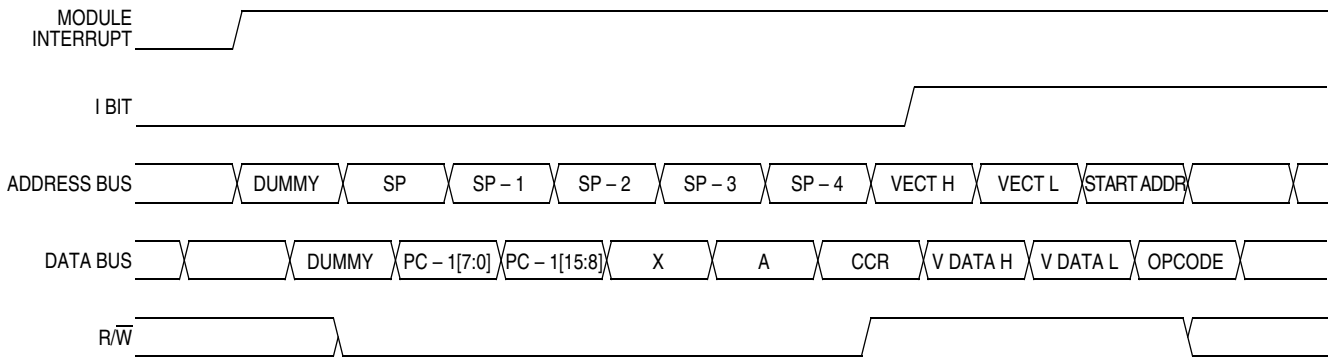 MODULE
INTERRUPT
I BIT
ADDRESS BUS DUMMY SP SP – 1 SP – 2 SP – 3 SP – 4 VECT H VECT L START ADDR
DATA BUS DUMMY PC – 1[7:0] PC – 1[15:8] X A CCR V DATA H V DATA L OPCODE
R/W̅